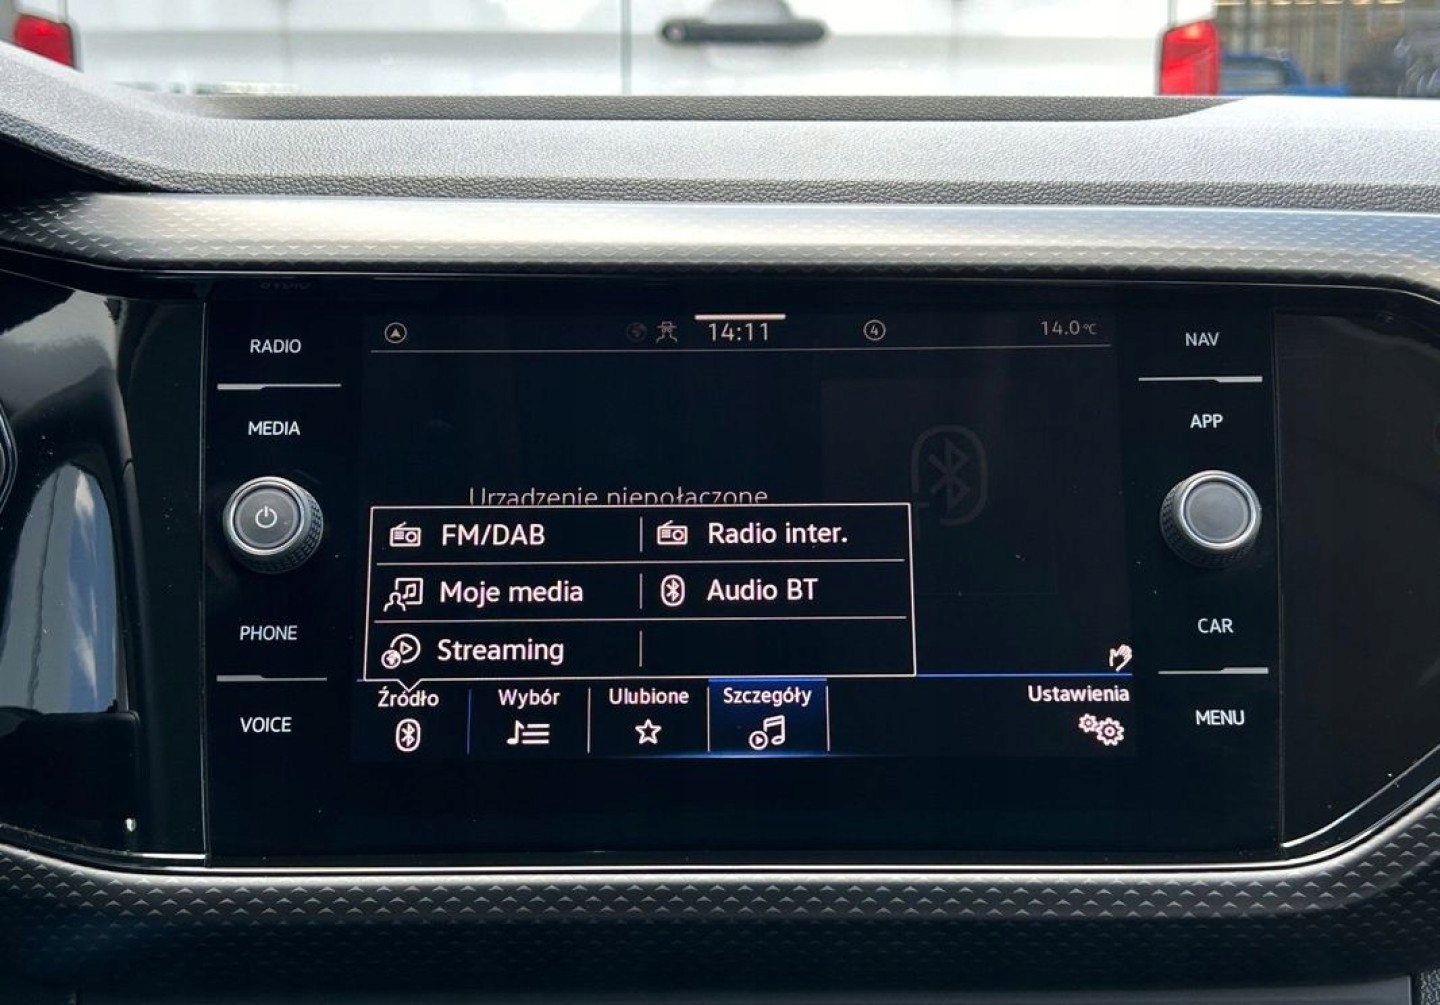 RADIO
MEDIA
PHONE
VOICE
14:11
4
14.0°C
Urządzenie niepołączone
FM/DAB
Radio inter.
Moje media
Audio BT
Streaming
Źródło
Wybór
Ulubione
Szczegóły
Ustawienia
NAV
APP
CAR
MENU